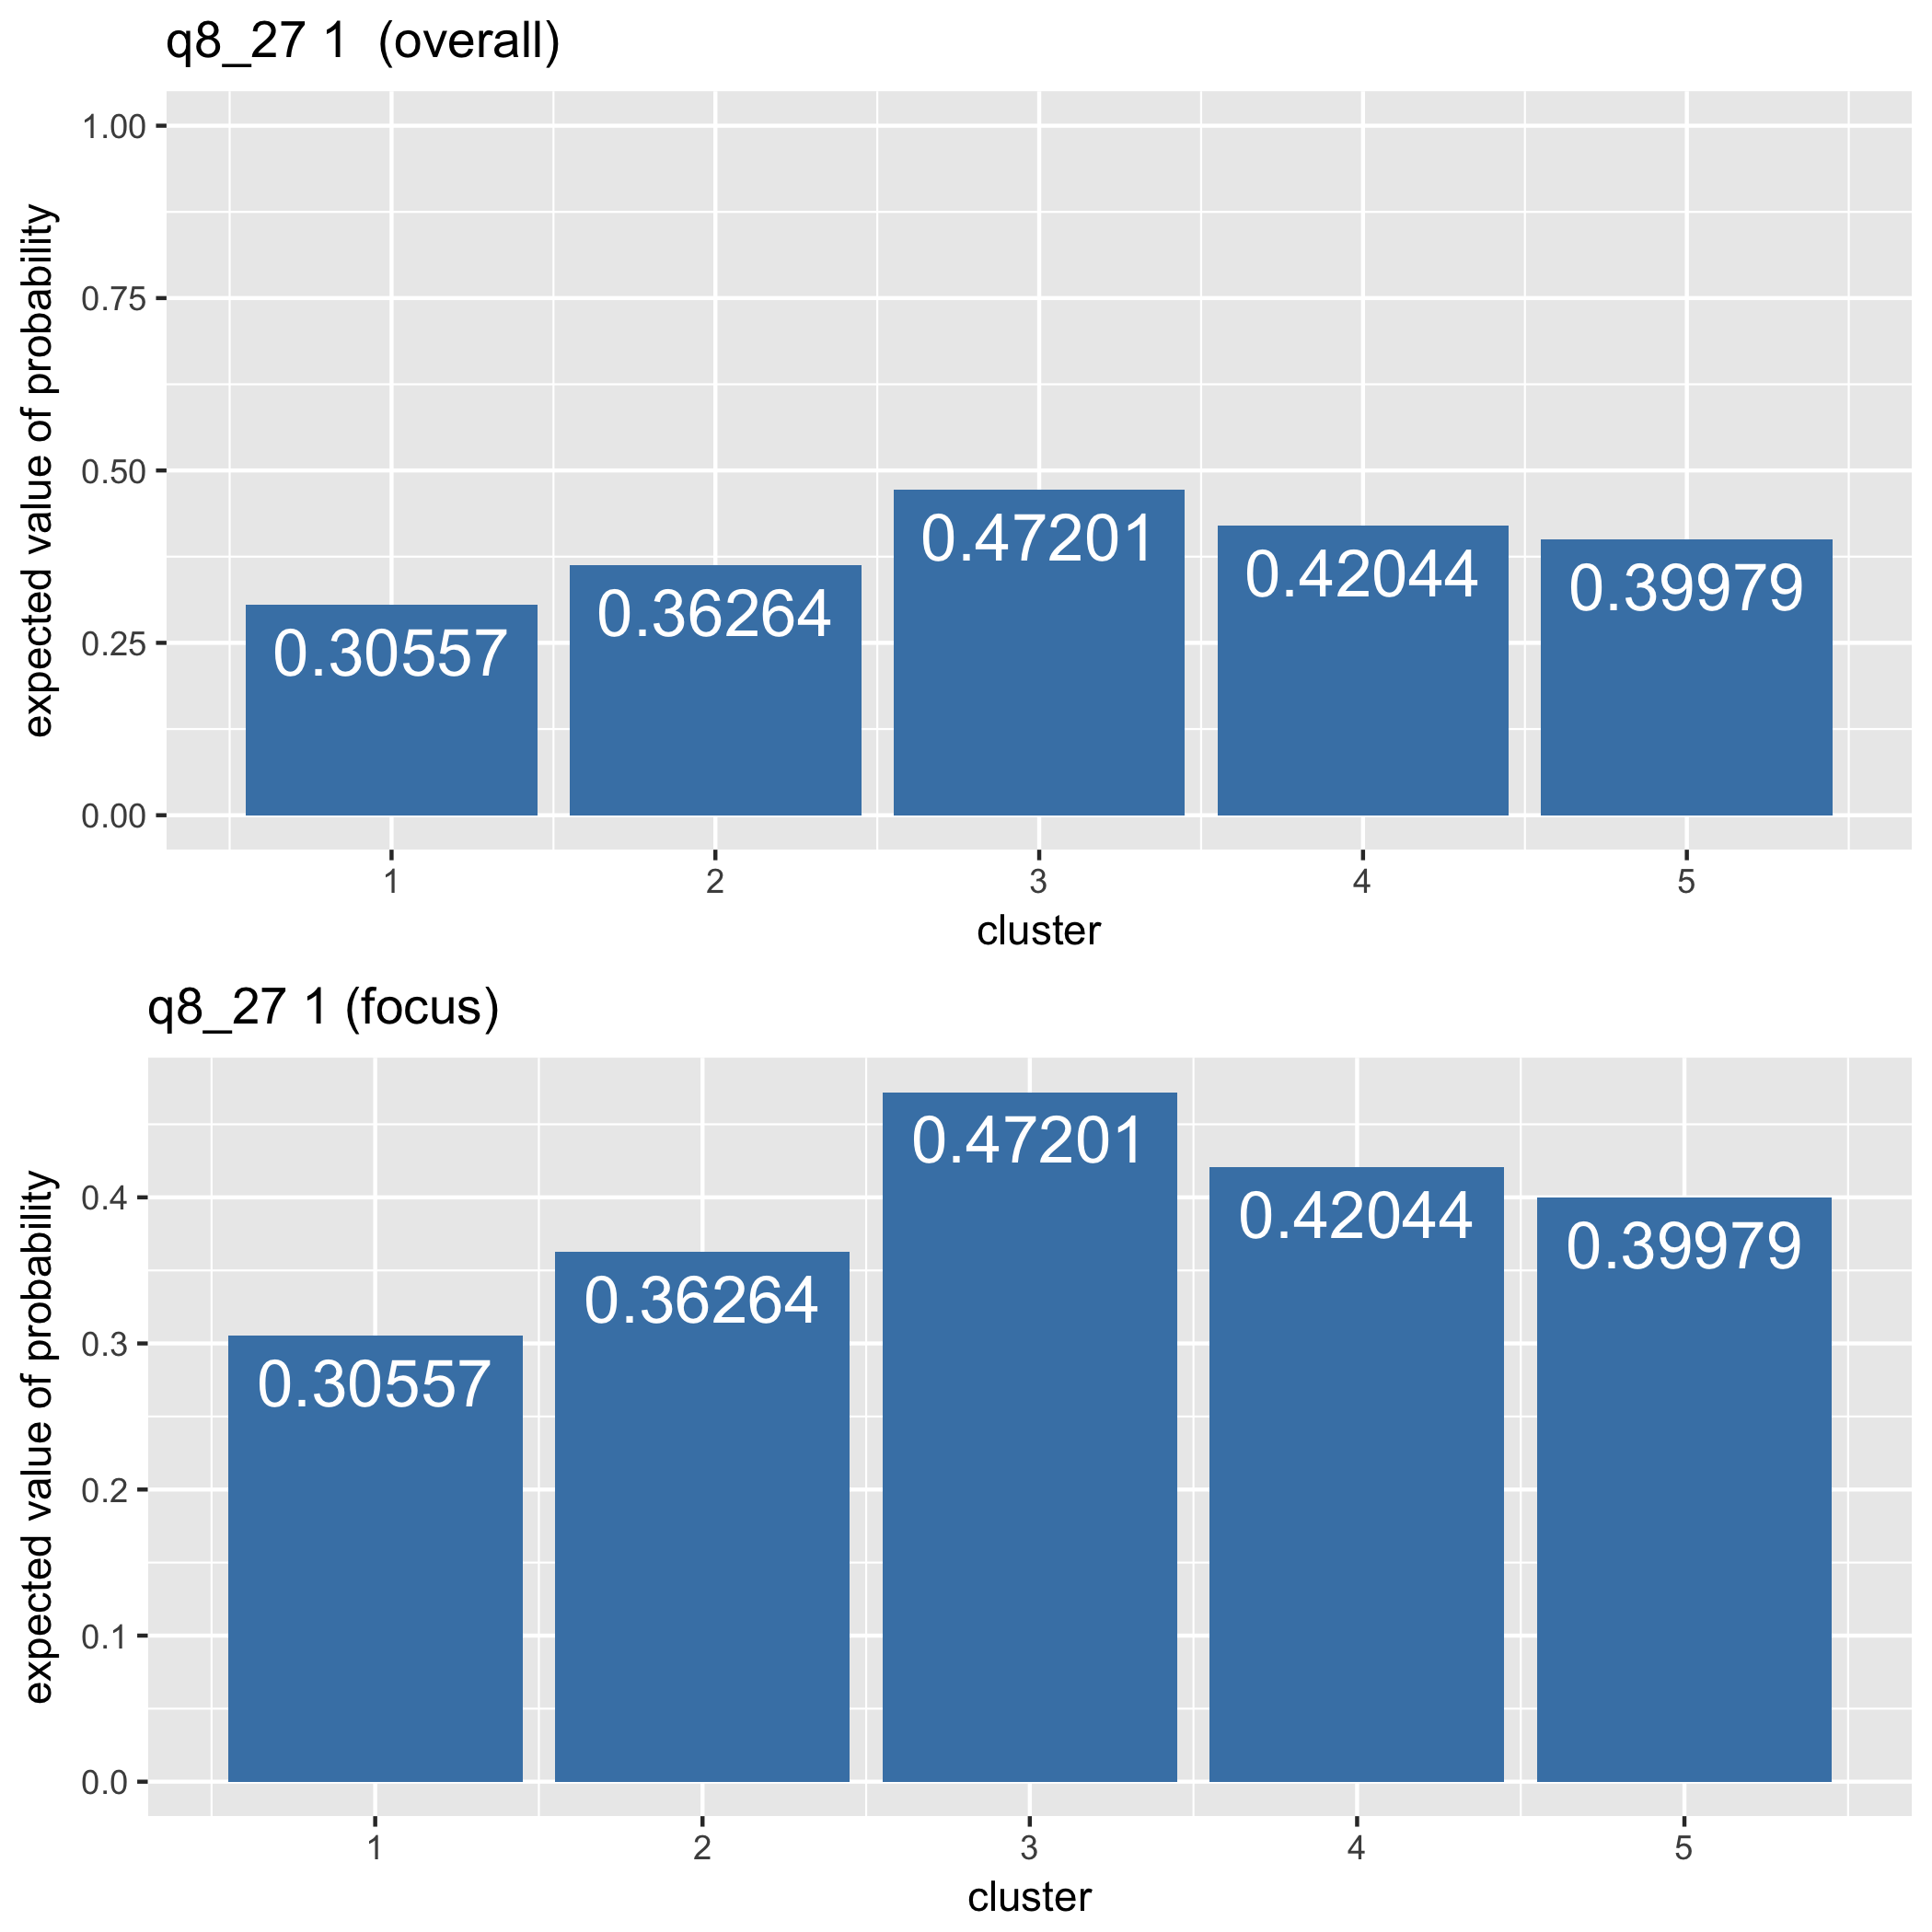 q8_27 1  (overall)
expected value of probability
1.00
0.75
0.50
0.25
0.00
0.30557
0.36264
0.47201
0.42044
0.39979
1 2 3 4 5
cluster
q8_27 1 (focus)
expected value of probability
0.4
0.3
0.2
0.1
0.0
0.30557
0.36264
0.47201
0.42044
0.39979
1 2 3 4 5
cluster